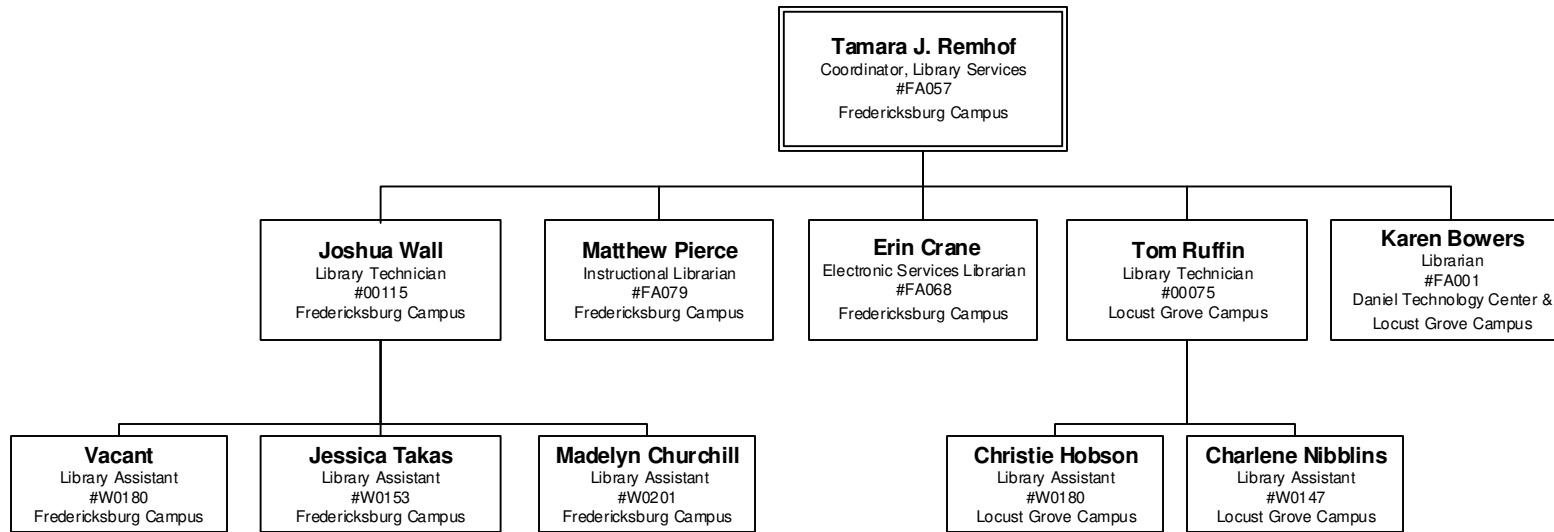 Tamara J. Remhof
Coordinator, Library Services
#FA057
Fredericksburg Campus
Joshua Wall
Library Technician
#00115
Fredericksburg Campus
Matthew Pierce
Instructional Librarian
#FA079
Fredericksburg Campus
Erin Crane
Electronic Services Librarian
#FA068
Fredericksburg Campus
Tom Ruffin
Library Technician
#00075
Locust Grove Campus
Karen Bowers
Librarian
#FA001
Daniel Technology Center &
Locust Grove Campus
Vacant
Library Assistant
#W0180
Fredericksburg Campus
Jessica Takas
Library Assistant
#W0153
Fredericksburg Campus
Madelyn Churchill
Library Assistant
#W0201
Fredericksburg Campus
Christie Hobson
Library Assistant
#W0180
Locust Grove Campus
Charlene Nibblins
Library Assistant
#W0147
Locust Grove Campus